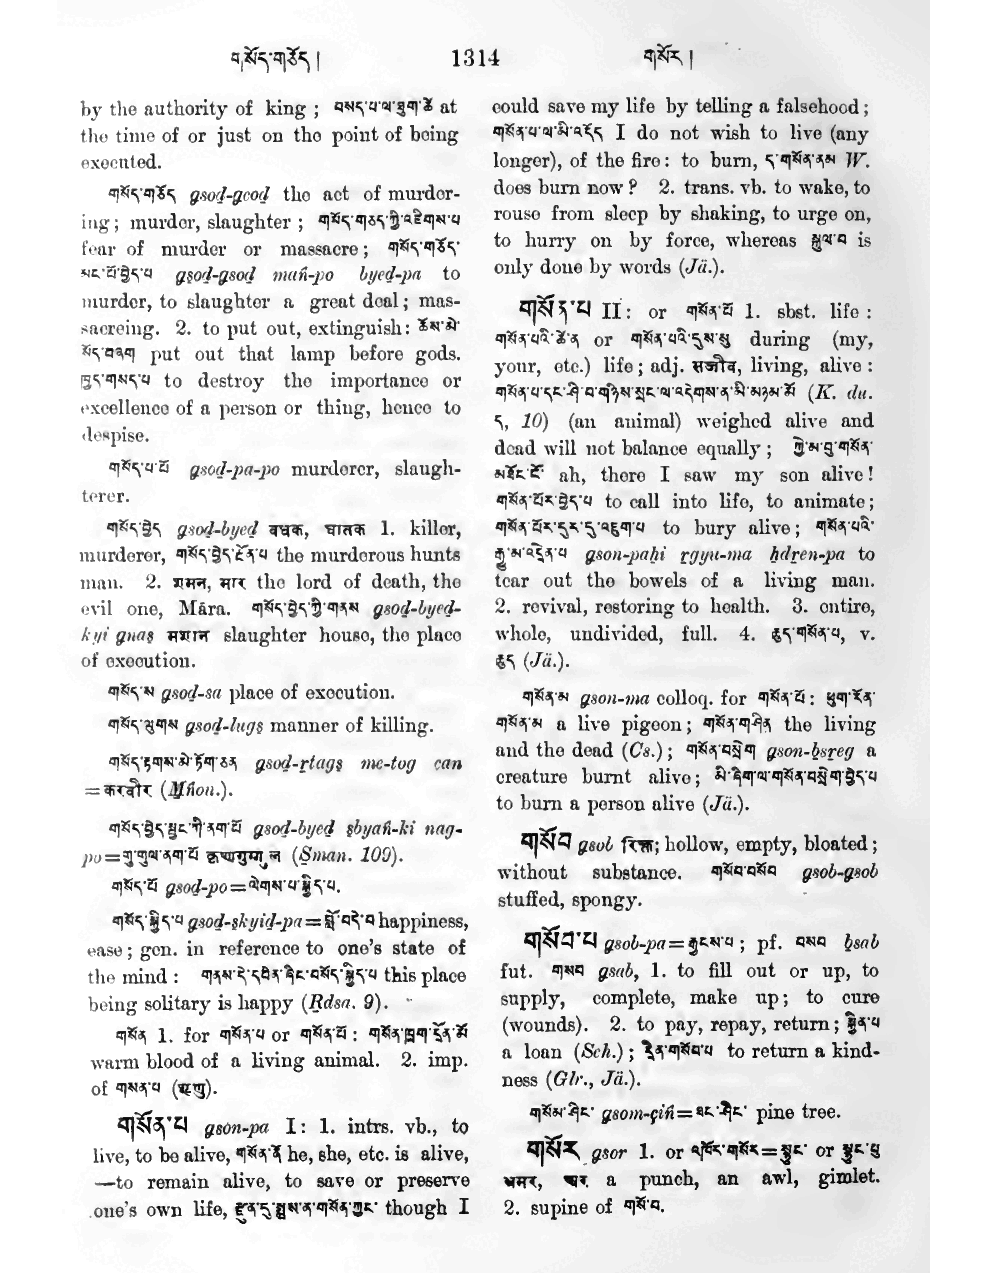 གསོད་གཅོད །
1314
གསོར །
by the authority of king ; བསད་པ་ལ་ཐུག་ཚེ at
the time of or just on the point of being
executed.
གསོད་གཅོད gsod-gcod the act of murder-
ing ; murder, slaughter ; གསོད་གཅད་ཀྱི་འཇིགས་པ
fear of murder or massacre ; གསོད་གཅོད་
མང་པོ་བྱེད་པ gsod-gsod mañ-po byed-pa to
murder, to slaughter a great deal ; mas-
sacreing. 2. to put out, extinguish : ཆོས་མེ་
སོད་བཞག put out that lamp before gods.
ཁྱད་གསད་པ to destroy the importance or
excellence of a person or thing, hence to
despise.
གསོད་པ་པོ gsod-pa-po murderer, slaugh-
terer.
གསོད་བྱེད gsod-byed वधक, घातक 1. killer,
murderer, གསོད་བྱེད་རྔོན་པ the murderous hunts
man. 2. शमन, मार the lord of death, the
evil one, Māra. གསོད་བྱེད་ཀྱི་གནས gsod-byed-
kyi gnas मशान slaughter house, the place
of execution.
གསོད་ས gsod-sa place of execution.
གསོད་ལུགས gsod-lugs manner of killing.
གསོད་རྟགས་མེ་ཏོག་ཅན gsod-rtags me-tog can
= करवीर (Mñon.).
གསོད་བྱེད་སྦྱང་ཀི་ནག་པོ gsod-byed sbyañ-ki nag-
po = གུ་གུལ་ནག་པོ कृष्णगुग्गुल (Sman. 109).
གསོད་པོ gsod-po = ལེགས་པ་སྐྱིད་པ.
གསོད་སྐྱིད་པ gsod-skyid-pa = བློ་བདེ་བ happiness,
ease ; gen. in reference to one's state of
the mind : གནས་དེ་དབེན་ཞིང་བསོད་སྐྱིད་པ this place
being solitary is happy (Rdsa. 9).
གསོན 1. for གསོན་པ or གསོན་པོ : གསོན་ཁྲག་དྲོན་མོ
warm blood of a living animal. 2. imp.
of གསན་པ (शृणु).
གསོན་པ gson-pa I : 1. intrs. vb., to
live, to be alive, གསོན་ནོ he, she, etc. is alive,
—to remain alive, to save or preserve
one's own life, རྫུན་དུ་སྨྲས་ན་གསོན་ཀྱང་ though I
could save my life by telling a falsehood ;
གསོན་པ་ལ་མི་འདོད I do not wish to live (any
longer), of the fire : to burn, ད་གསོན་ནམ W.
does burn now ? 2. trans. vb. to wake, to
rouse from sleep by shaking, to urge on,
to hurry on by force, whereas སྐུལ་བ is
only done by words (Jä.).
གསོན་པ II : or གསོན་པོ 1. sbst. life :
གསོན་པའི་ཚེ་ན or གསོན་པའི་དུས་སུ during (my,
your, etc.) life ; adj. सजीव, living, alive :
གསོན་པ་དང་ཤི་བ་གཉིས་སྲང་ལ་འདེགས་ན་མི་མཉམ་མོ (K. du.
ད, 10) (an animal) weighed alive and
dead will not balance equally ; ཀྱེ་མ་བུ་གསོན་
མཐོང་ངོ་ ah, there I saw my son alive !
གསོན་པོར་བྱེད་པ to call into life, to animate ;
གསོན་པོར་དུར་དུ་འཇུག་པ to bury alive ; གསོན་པའི་
རྒྱུ་མ་འདྲེན་པ gson-paḥi rgyu-ma ḥdren-pa to
tear out the bowels of a living man.
2. revival, restoring to health. 3. entire,
whole, undivided, full. 4. ཆུད་གསོན་པ, v.
ཆུད (Jä.).
གསོན་མ gson-ma colloq. for གསོན་པོ : ཕུག་རོན་
གསོན་མ a live pigeon ; གསོན་གཤིན the living
and the dead (Cs.) ; གསོན་བསྲེག gson-bsreg a
creature burnt alive ; མི་ཞིག་ལ་གསོན་བསྲེག་བྱེད་པ
to burn a person alive (Jä.).
གསོབ gsob रिक्त; hollow, empty, bloated ;
without substance. གསོབ་གསོབ gsob-gsob
stuffed, spongy.
གསོབ་པ gsob-pa = རྒྱངས་པ ; pf. བསབ bsab
fut. གསབ gsab, 1. to fill out or up, to
supply, complete, make up ; to cure
(wounds). 2. to pay, repay, return ; སྐྱིན་པ
a loan (Sch.) ; དྲིན་གསོབ་པ to return a kind-
ness (Glr., Jä.).
གསོམ་ཤིང་ gsom-çiñ = ཐང་ཤིང་ pine tree.
གསོར gsor 1. or འཁོར་གསོར = སྦུང་ or སྦུང་བུ
भ्रमर, a punch, an awl, gimlet.
2. supine of གསོ་བ.